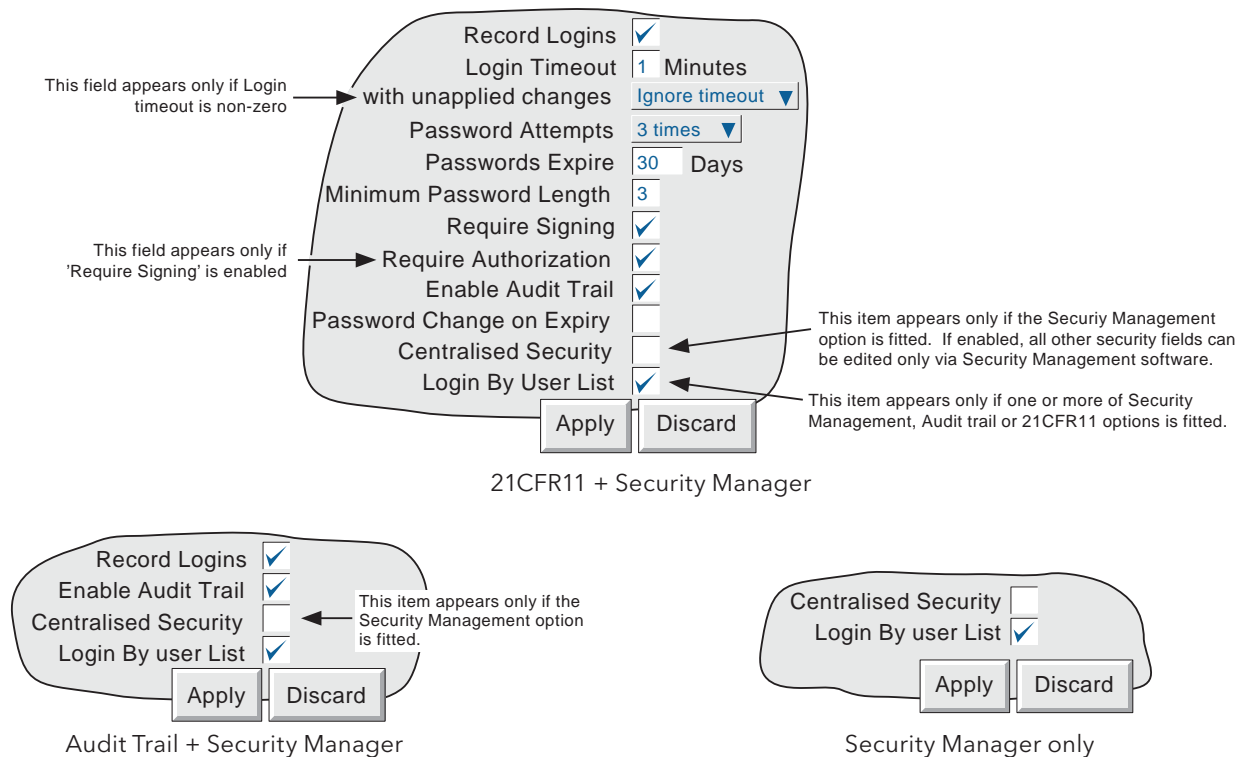 Record Logins
Login Timeout 1 Minutes
This field appears only if Login
timeout is non-zero
with unapplied changes Ignore timeout
Password Attempts 3 times
Passwords Expire 30 Days
Minimum Password Length 3
Require Signing
This field appears only if
’Require Signing’ is enabled
Require Authorization
Enable Audit Trail
Password Change on Expiry
Centralised Security
This item appears only if the Securiy Management
option is fitted. If enabled, all other security fields can
be edited only via Security Management software.
Login By User List
This item appears only if one or more of Security
Management, Audit trail or 21CFR11 options is fitted.
Apply Discard
21CFR11 + Security Manager
Record Logins
Enable Audit Trail
Centralised Security
This item appears only if the
Security Management option
is fitted.
Login By user List
Apply Discard
Audit Trail + Security Manager
Centralised Security
Login By user List
Apply Discard
Security Manager only